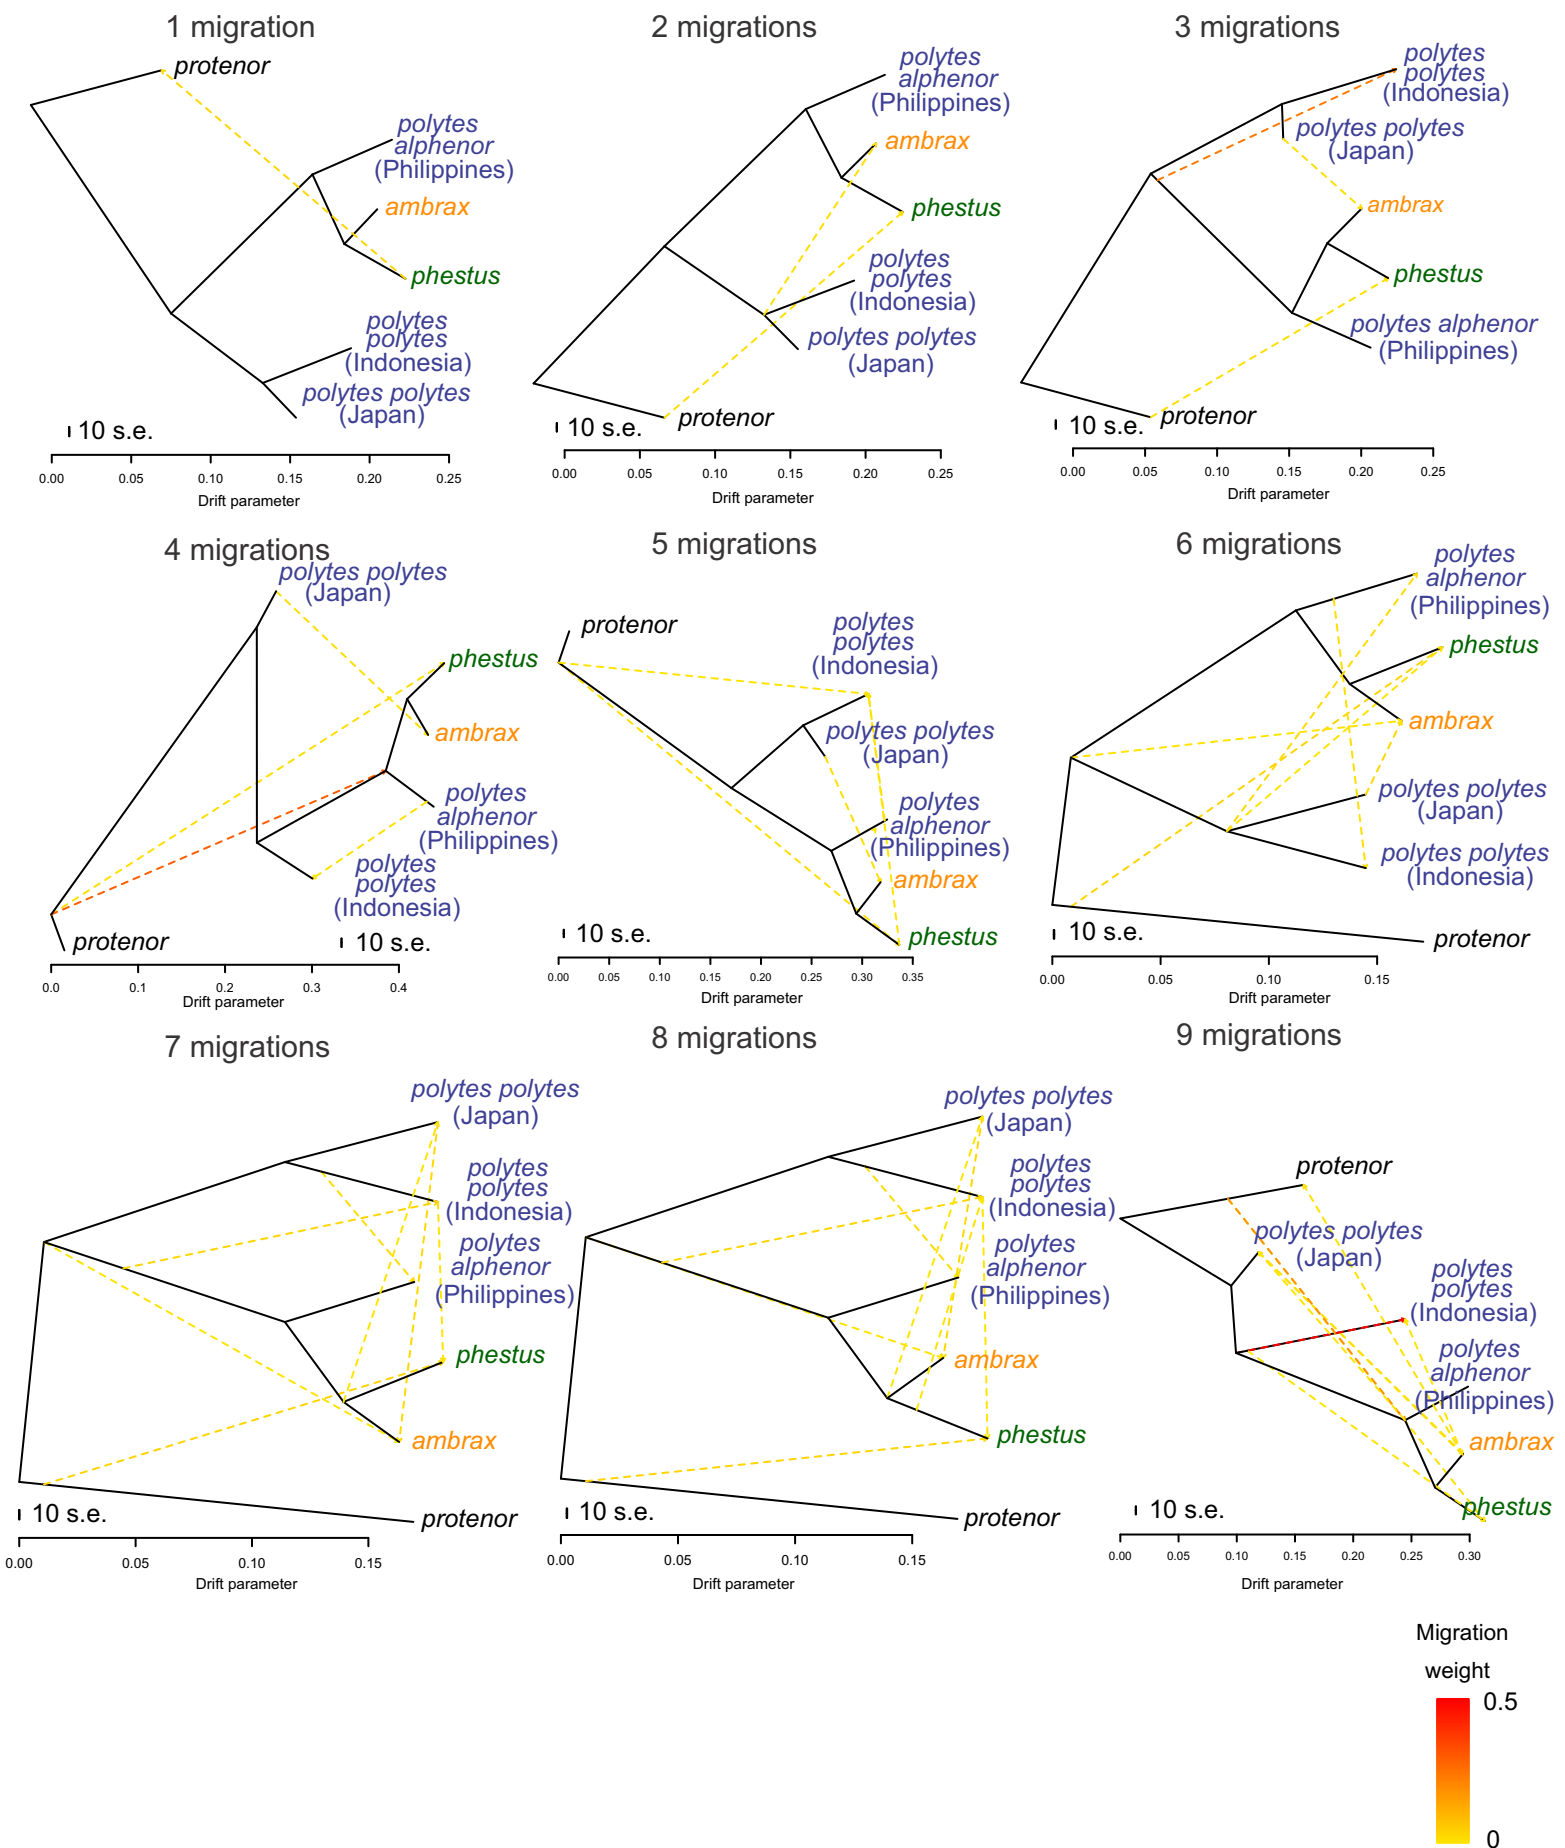 1 migration
protenor
polytes
alphenor
(Philippines)
ambrax
phestus
polytes
polytes
(Indonesia)
polytes polytes
(Japan)
10 s.e.
0.00 0.05 0.10 0.15 0.20 0.25
Drift parameter
2 migrations
polytes
alphenor
(Philippines)
ambrax
phestus
polytes
polytes
(Indonesia)
polytes polytes
(Japan)
protenor
10 s.e.
0.00 0.05 0.10 0.15 0.20 0.25
Drift parameter
3 migrations
polytes
polytes
(Indonesia)
polytes polytes
(Japan)
ambrax
phestus
polytes alphenor
(Philippines)
protenor
10 s.e.
0.00 0.05 0.10 0.15 0.20 0.25
Drift parameter
4 migrations
polytes polytes
(Japan)
phestus
ambrax
polytes
alphenor
(Philippines)
polytes
polytes
(Indonesia)
protenor
10 s.e.
0.0 0.1 0.2 0.3 0.4
Drift parameter
5 migrations
protenor
polytes
polytes
(Indonesia)
polytes polytes
(Japan)
polytes
alphenor
(Philippines)
ambrax
phestus
10 s.e.
0.00 0.05 0.10 0.15 0.20 0.25 0.30 0.35
Drift parameter
6 migrations
polytes
alphenor
(Philippines)
phestus
ambrax
polytes polytes
(Japan)
polytes polytes
(Indonesia)
10 s.e.
protenor
0.00 0.05 0.10 0.15
Drift parameter
7 migrations
polytes polytes
(Japan)
polytes
polytes
(Indonesia)
polytes
alphenor
(Philippines)
phestus
ambrax
10 s.e.
protenor
0.00 0.05 0.10 0.15
Drift parameter
8 migrations
polytes polytes
(Japan)
polytes
polytes
(Indonesia)
polytes
alphenor
(Philippines)
ambrax
phestus
10 s.e.
protenor
0.00 0.05 0.10 0.15
Drift parameter
9 migrations
protenor
polytes polytes
(Japan)
polytes
polytes
(Indonesia)
polytes
alphenor
(Philippines)
ambrax
phestus
10 s.e.
0.00 0.05 0.10 0.15 0.20 0.25 0.30
Drift parameter
Migration
weight
0.5
0